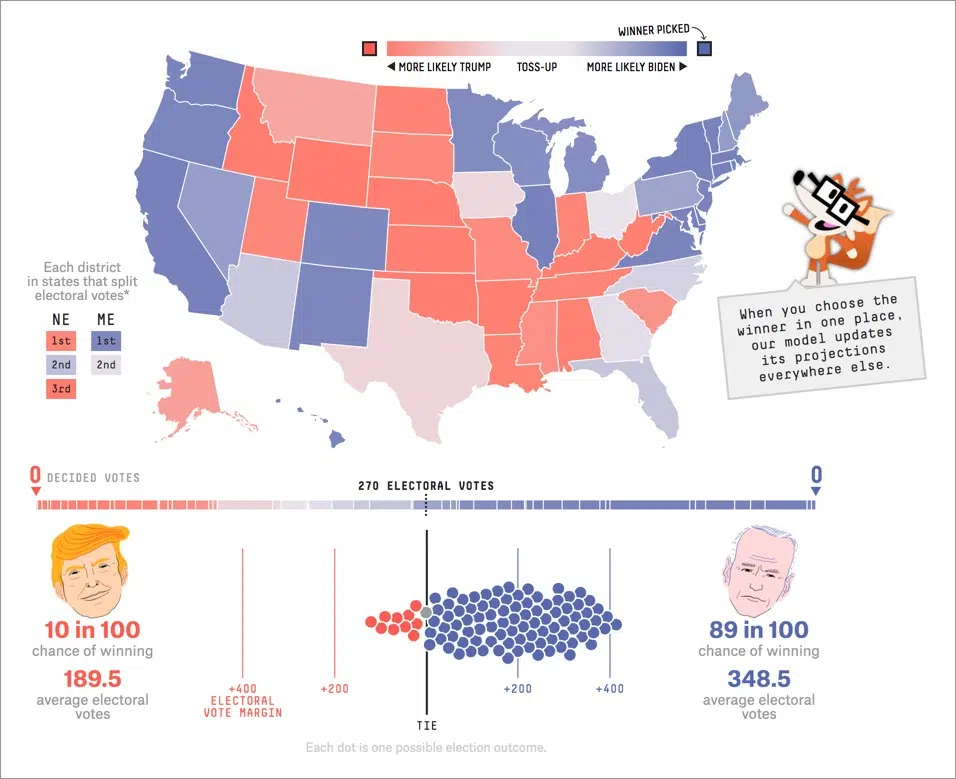 WINNER PICKED
◀ MORE LIKELY TRUMP
TOSS-UP
MORE LIKELY BIDEN ▶
Each district
in states that split
electoral votes*
NE
ME
1st
1st
2nd
2nd
3rd
When you choose the
winner in one place,
our model updates
its projections
everywhere else.
0 DECIDED VOTES
270 ELECTORAL VOTES
0
10 in 100
chance of winning
189.5
average electoral
votes
89 in 100
chance of winning
348.5
average electoral
votes
+400
ELECTORAL
VOTE MARGIN
+200
+200
+400
TIE
Each dot is one possible election outcome.